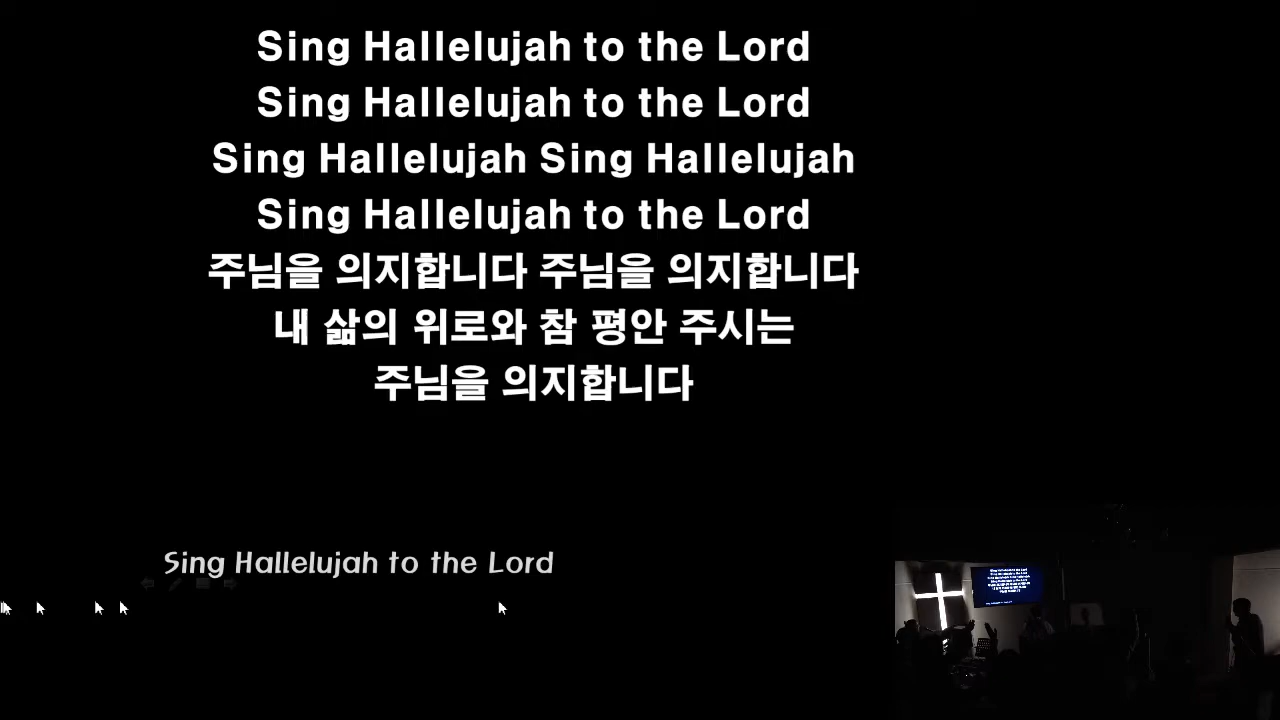 Sing Hallelujah to the Lord
Sing Hallelujah to the Lord
Sing Hallelujah Sing Hallelujah
Sing Hallelujah to the Lord
주님을 의지합니다 주님을 의지합니다
내 삶의 위로와 참 평안 주시는
주님을 의지합니다
Sing Hallelujah to the Lord